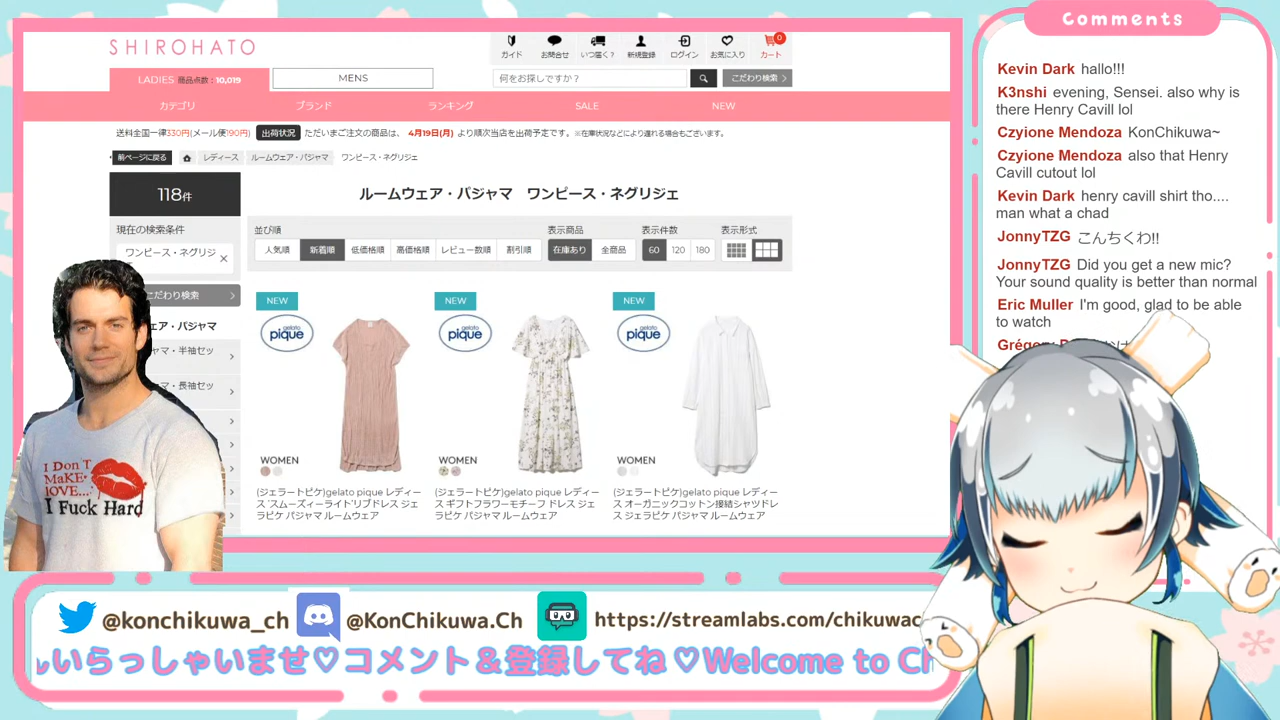 SHIROHATO
ガイド
お問合せ
いつ届く?
新規登録
ログイン
お気に入り
0
カート
LADIES 商品点数:10,019
MENS
何をお探しですか?
こだわり検索
カテゴリ
ブランド
ランキング
SALE
NEW
送料全国一律330円(メール便190円)
出荷状況
ただいまご注文の商品は、 4月19日(月) より順次当店を出荷予定です。※在庫状況などにより遅れる場合もございます。
前ページに戻る
レディース
ルームウェア・パジャマ
ワンピース・ネグリジェ
118件
現在の検索条件
ワンピース・ネグリジ
こだわり検索
ェア・パジャマ
ャマ・半袖セッ
ャマ・長袖セッ
ルームウェア・パジャマ ワンピース・ネグリジェ
並び順
人気順
新着順
低価格順
高価格順
レビュー数順
割引順
表示商品
在庫あり
全商品
表示件数
60
120
180
表示形式
NEW
gelato
pique
WOMEN
(ジェラートピケ)gelato pique レディー
ス 'スムーズィーライト'リブドレス ジェ
ラピケ パジャマ ルームウェア
NEW
gelato
pique
WOMEN
(ジェラートピケ)gelato pique レディー
ス ギフトフラワーモチーフ ドレス ジェ
ラピケ パジャマ ルームウェア
NEW
gelato
pique
WOMEN
(ジェラートピケ)gelato pique レディー
ス オーガニックコットン接結シャツドレ
ス ジェラピケ パジャマ ルームウェア
I DON'T
MAKE
LOVE....
I Fuck Hard
Comments
Kevin Dark hallo!!!
K3nshi evening, Sensei. also why is
there Henry Cavill lol
Czyione Mendoza KonChikuwa~
Czyione Mendoza also that Henry
Cavill cutout lol
Kevin Dark henry cavill shirt tho....
man what a chad
JonnyTZG こんちくわ!!
JonnyTZG Did you get a new mic?
Your sound quality is better than normal
Eric Muller I'm good, glad to be able
to watch
@konchikuwa_ch
@KonChikuwa.Ch
https://streamlabs.com/chikuwac
いらっしゃいませ♡コメント&登録してね♡Welcome to Ch